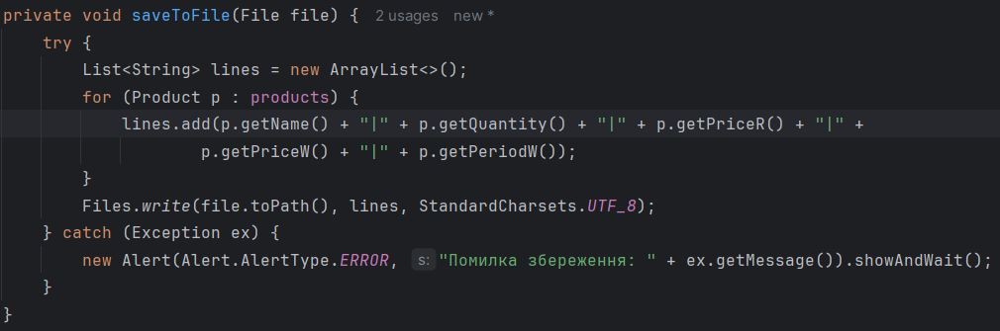 private void saveToFile(File file) {  2 usages  new *
    try {
        List<String> lines = new ArrayList<>();
        for (Product p : products) {
            lines.add(p.getName() + "|" + p.getQuantity() + "|" + p.getPriceR() + "|" +
                    p.getPriceW() + "|" + p.getPeriodW());
        }
        Files.write(file.toPath(), lines, StandardCharsets.UTF_8);
    } catch (Exception ex) {
        new Alert(Alert.AlertType.ERROR, s: "Помилка збереження: " + ex.getMessage()).showAndWait();
    }
}